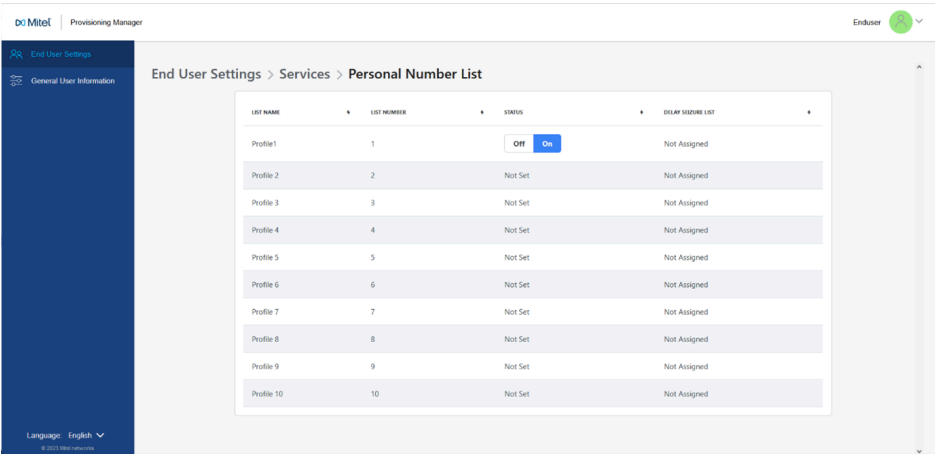 Mitel Provisioning Manager Enduser
End User Settings
General User Information
End User Settings > Services > Personal Number List
LIST NAME LIST NUMBER STATUS DELAY SEIZURE LIST
Profile1 1 Off On Not Assigned
Profile 2 2 Not Set Not Assigned
Profile 3 3 Not Set Not Assigned
Profile 4 4 Not Set Not Assigned
Profile 5 5 Not Set Not Assigned
Profile 6 6 Not Set Not Assigned
Profile 7 7 Not Set Not Assigned
Profile 8 8 Not Set Not Assigned
Profile 9 9 Not Set Not Assigned
Profile 10 10 Not Set Not Assigned
Language: English
© 2023 Mitel networks